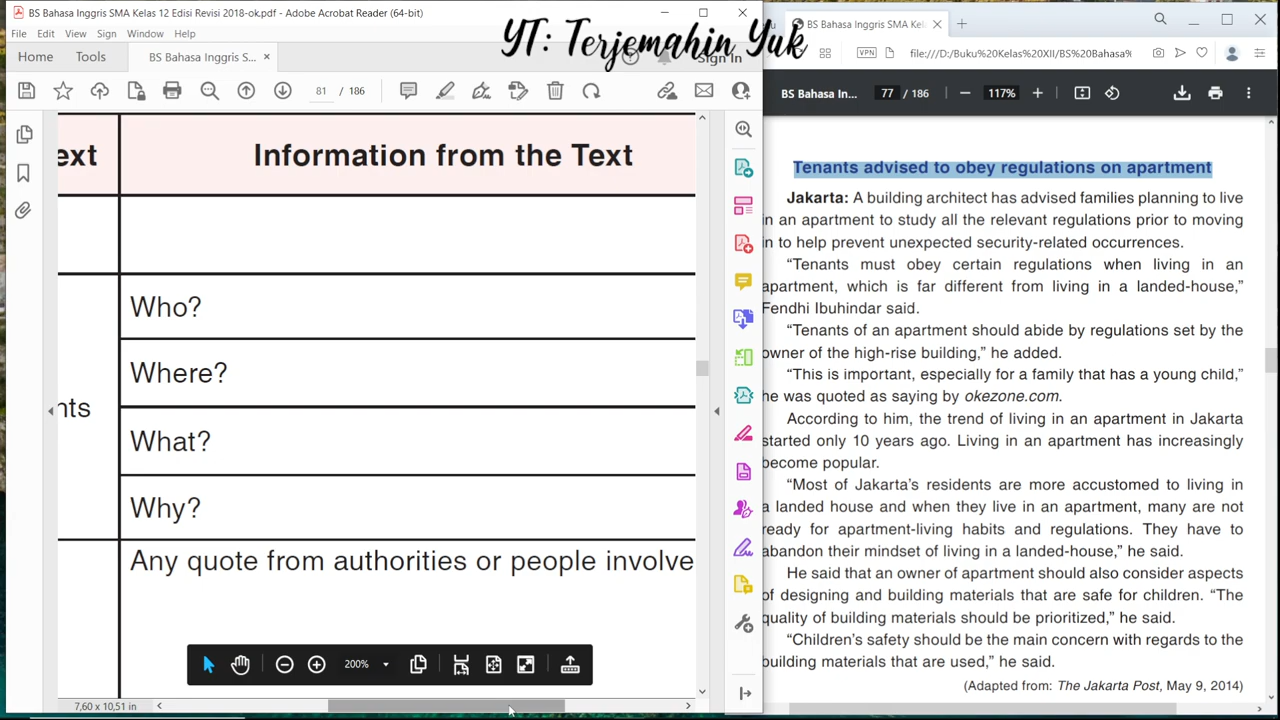 BS Bahasa Inggris SMA Kelas 12 Edisi Revisi 2018-ok.pdf - Adobe Acrobat Reader (64-bit)
File Edit View Sign Window Help
YT: Terjemahin Yuk
Home Tools BS Bahasa Inggris S... × Sign In
81 / 186
ext Information from the Text
Who?
Where?
nts
What?
Why?
Any quote from authorities or people involve
200%
7,60 x 10,51 in
BS Bahasa Inggris SMA Kel
VPN file:///D:/Buku%20Kelas%20XII/BS%20Bahasa%
BS Bahasa In... 77 / 186 117%
Tenants advised to obey regulations on apartment
Jakarta: A building architect has advised families planning to live
in an apartment to study all the relevant regulations prior to moving
in to help prevent unexpected security-related occurrences.
“Tenants must obey certain regulations when living in an
apartment, which is far different from living in a landed-house,”
Fendhi Ibuhindar said.
“Tenants of an apartment should abide by regulations set by the
owner of the high-rise building,” he added.
“This is important, especially for a family that has a young child,”
he was quoted as saying by okezone.com.
According to him, the trend of living in an apartment in Jakarta
started only 10 years ago. Living in an apartment has increasingly
become popular.
“Most of Jakarta’s residents are more accustomed to living in
a landed house and when they live in an apartment, many are not
ready for apartment-living habits and regulations. They have to
abandon their mindset of living in a landed-house,” he said.
He said that an owner of apartment should also consider aspects
of designing and building materials that are safe for children. “The
quality of building materials should be prioritized,” he said.
“Children’s safety should be the main concern with regards to the
building materials that are used,” he said.
(Adapted from: The Jakarta Post, May 9, 2014)